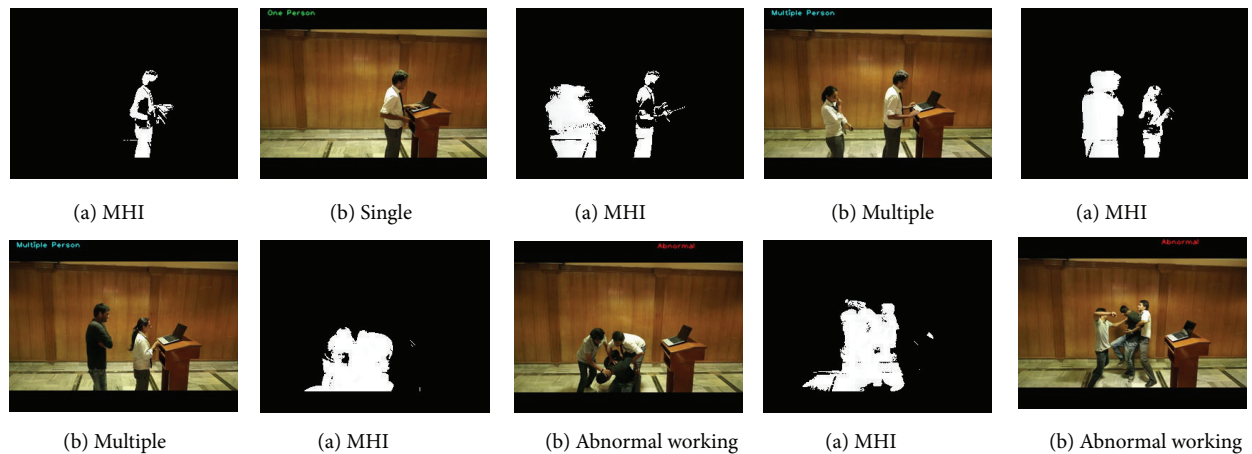 One Person
Multiple Person
(a) MHI
(b) Single
(a) MHI
(b) Multiple
(a) MHI
Multiple Person
Abnormal
Abnormal
(b) Multiple
(a) MHI
(b) Abnormal working
(a) MHI
(b) Abnormal working